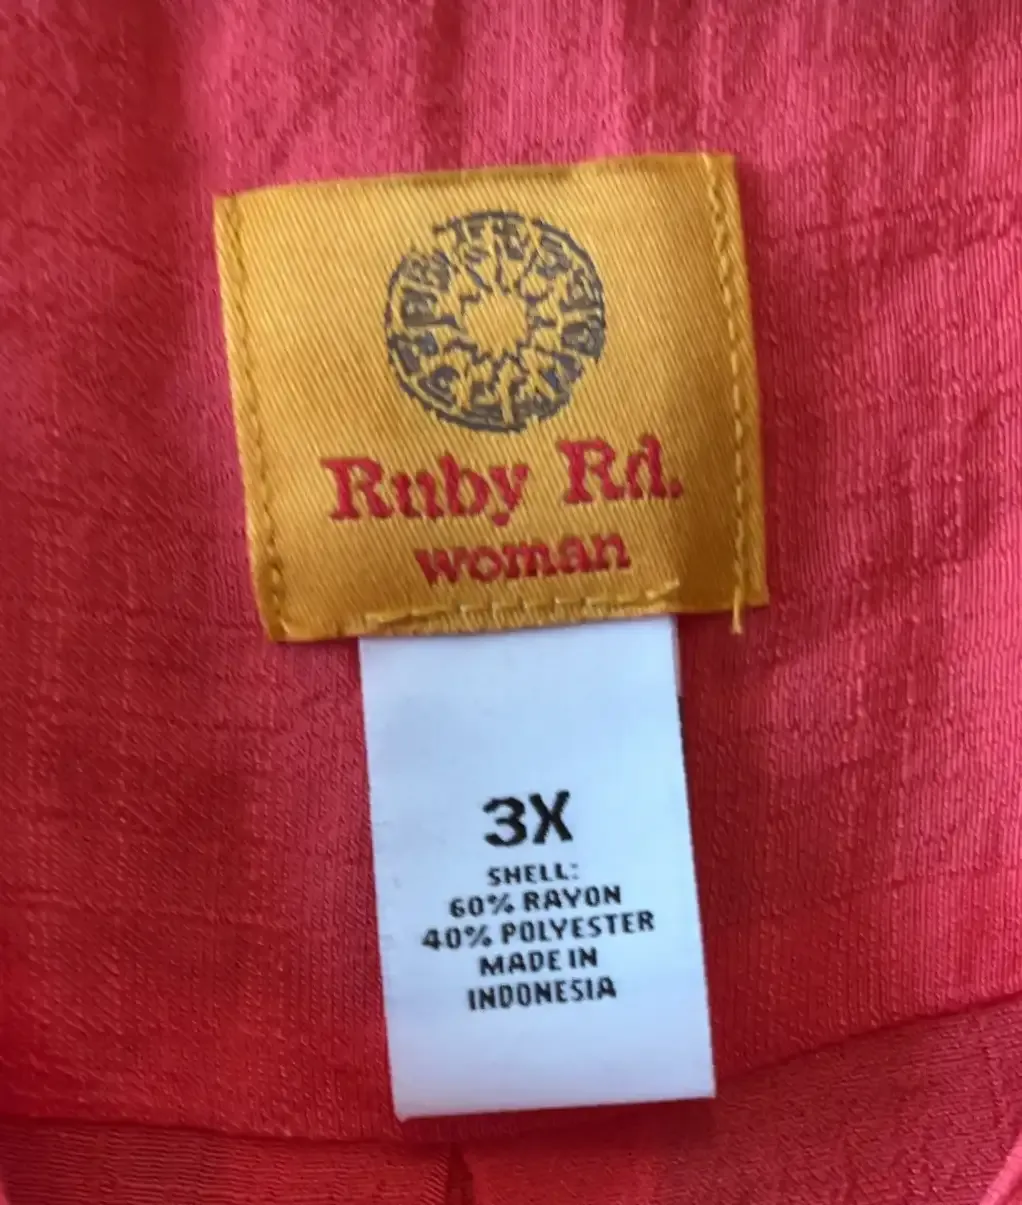 Ruby Rd.
woman
3X
SHELL:
60% RAYON
40% POLYESTER
MADE IN
INDONESIA